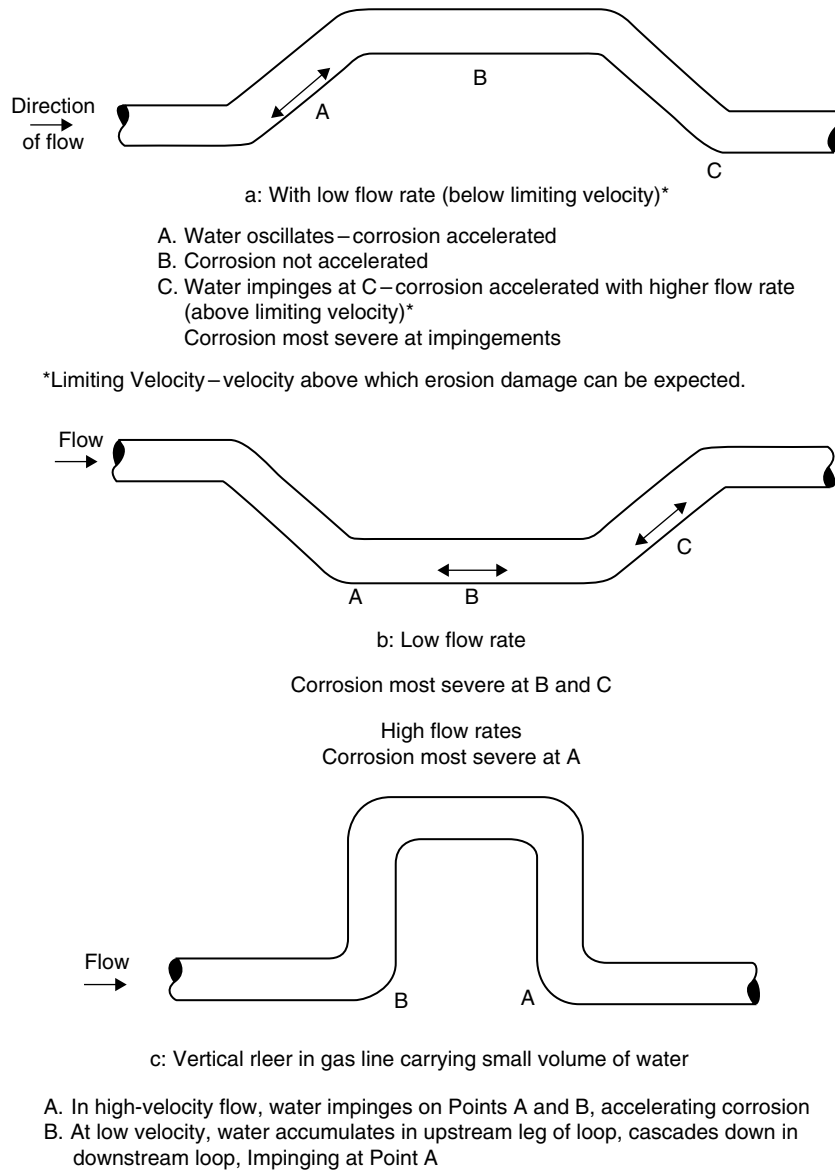 Direction
of flow
A
B
C
a: With low flow rate (below limiting velocity)*
A. Water oscillates–corrosion accelerated
B. Corrosion not accelerated
C. Water impinges at C–corrosion accelerated with higher flow rate
(above limiting velocity)*
Corrosion most severe at impingements
*Limiting Velocity–velocity above which erosion damage can be expected.
Flow
A
B
C
b: Low flow rate
Corrosion most severe at B and C
High flow rates
Corrosion most severe at A
Flow
B
A
c: Vertical rleer in gas line carrying small volume of water
A. In high-velocity flow, water impinges on Points A and B, accelerating corrosion
B. At low velocity, water accumulates in upstream leg of loop, cascades down in
downstream loop, Impinging at Point A